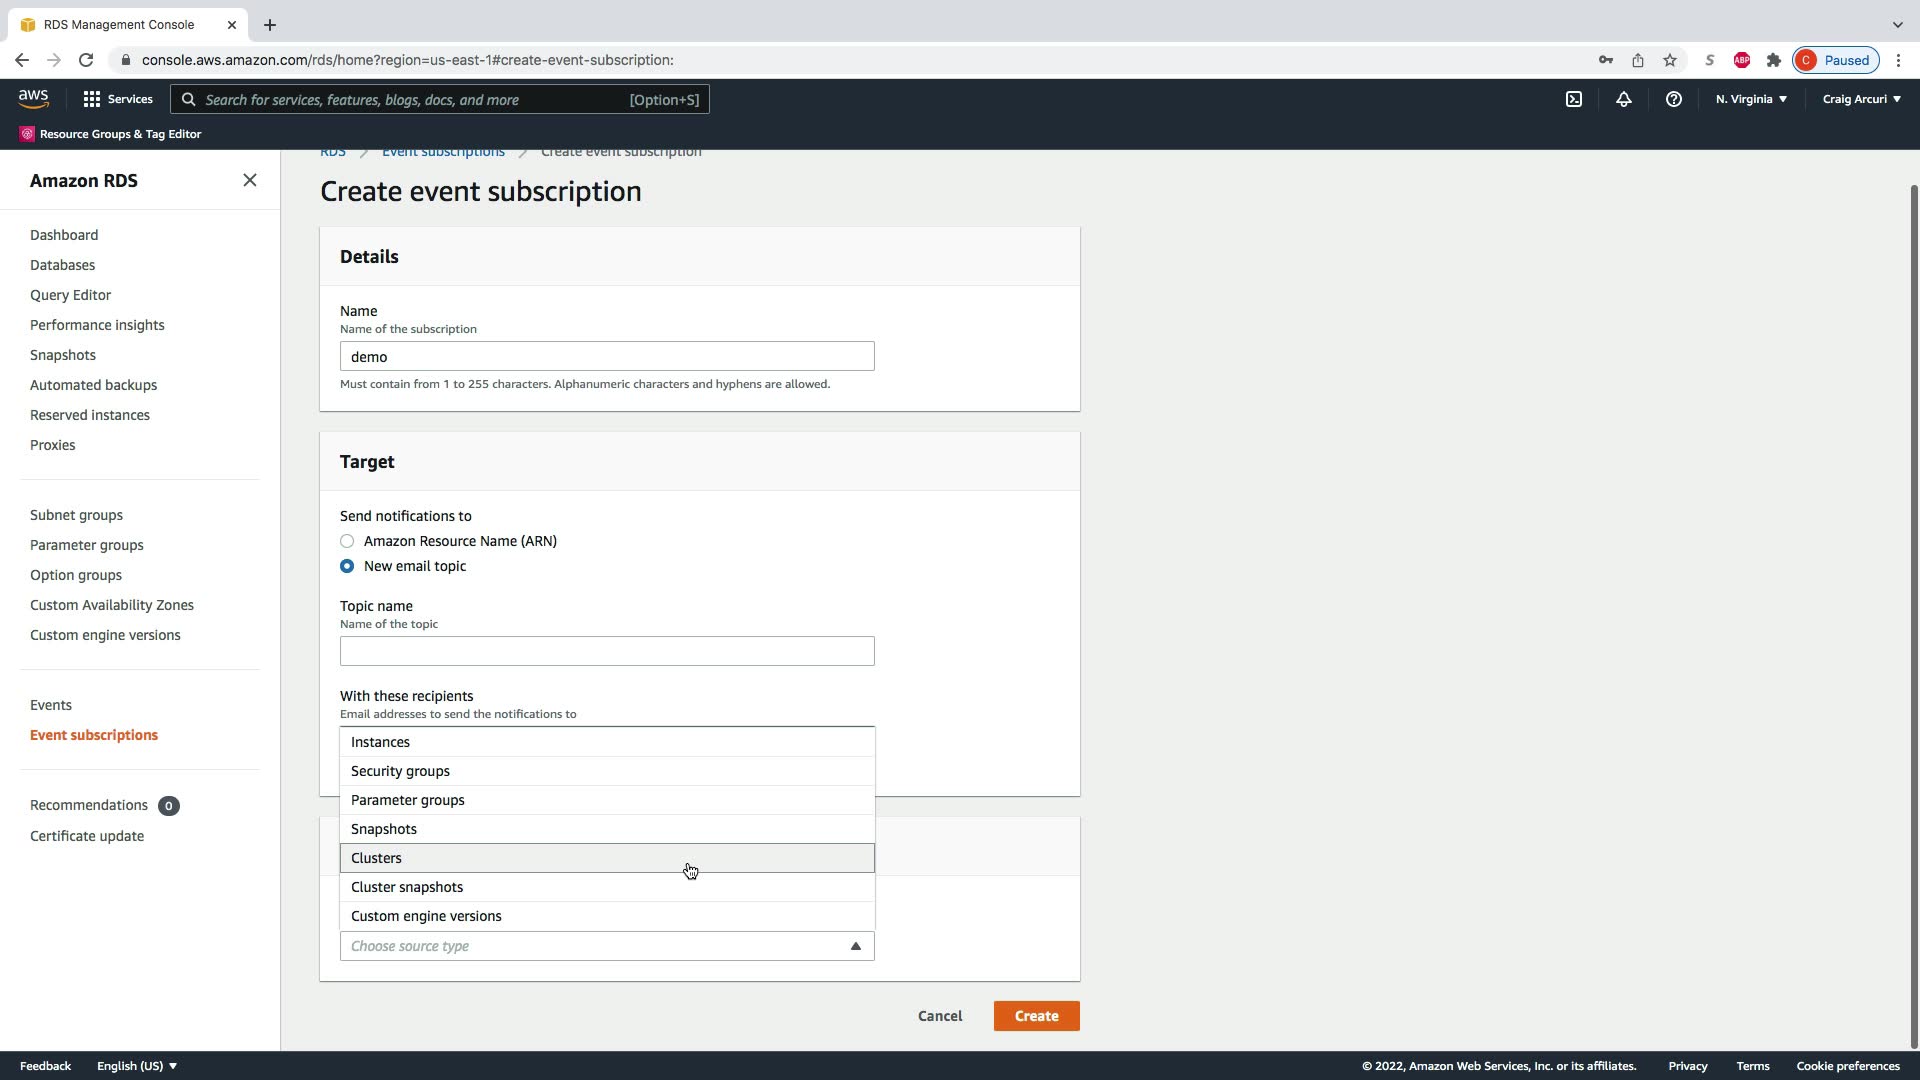 RDS Management Console
console.aws.amazon.com/rds/home?region=us-east-1#create-event-subscription:
S
ABP
C Paused
aws
Services
Search for services, features, blogs, docs, and more [Option+S]
N. Virginia
Craig Arcuri
Resource Groups & Tag Editor
RDS Event subscriptions Create event subscription
Amazon RDS
Dashboard
Databases
Query Editor
Performance insights
Snapshots
Automated backups
Reserved instances
Proxies
Subnet groups
Parameter groups
Option groups
Custom Availability Zones
Custom engine versions
Events
Event subscriptions
Recommendations 0
Certificate update
Create event subscription
Details
Name
Name of the subscription
demo
Must contain from 1 to 255 characters. Alphanumeric characters and hyphens are allowed.
Target
Send notifications to
Amazon Resource Name (ARN)
New email topic
Topic name
Name of the topic
With these recipients
Email addresses to send the notifications to
Instances
Security groups
Parameter groups
Snapshots
Clusters
Cluster snapshots
Custom engine versions
Choose source type
Cancel
Create
Feedback
English (US)
© 2022, Amazon Web Services, Inc. or its affiliates.
Privacy
Terms
Cookie preferences